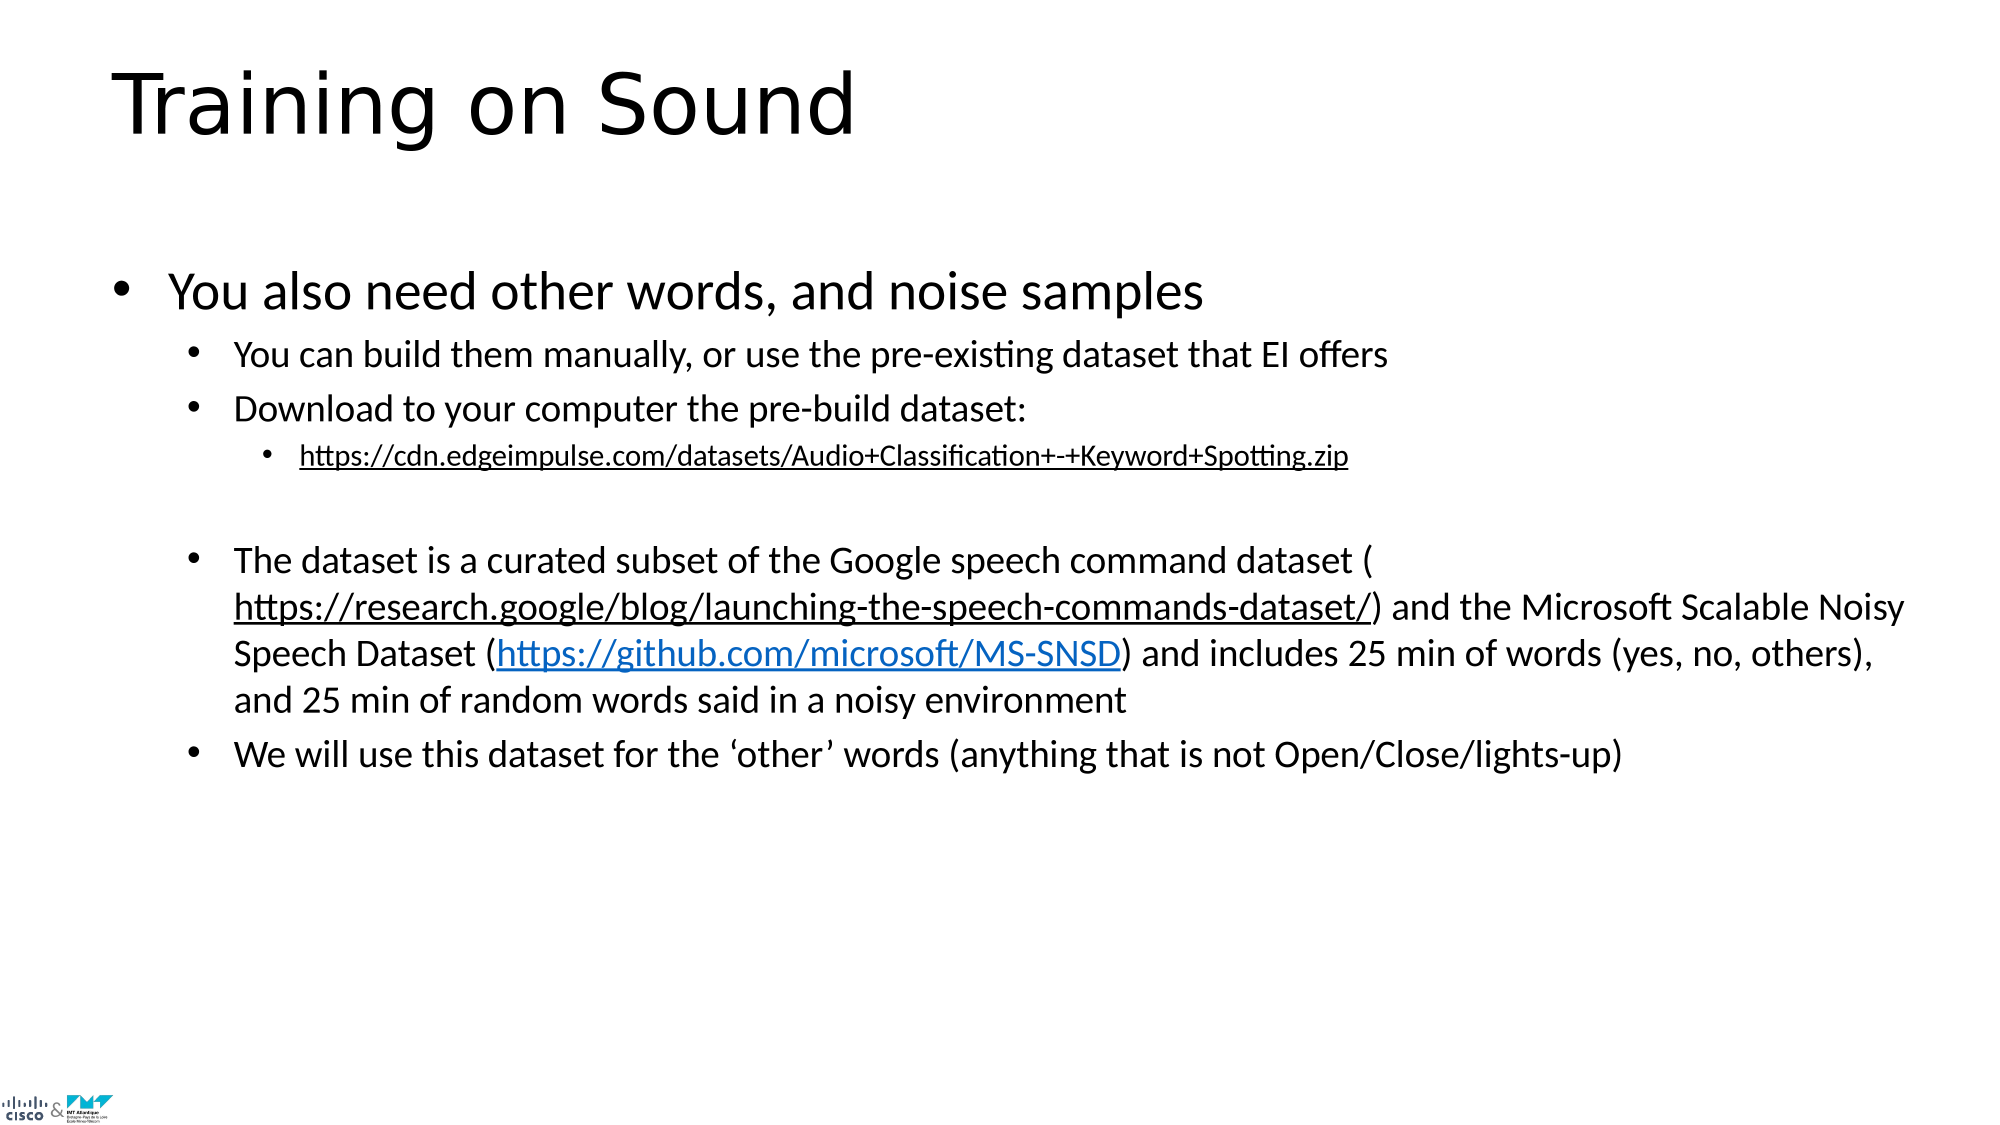 Training on Sound
• You also need other words, and noise samples
• You can build them manually, or use the pre-existing dataset that EI offers
• Download to your computer the pre-build dataset:
• https://cdn.edgeimpulse.com/datasets/Audio+Classification+-+Keyword+Spotting.zip
• The dataset is a curated subset of the Google speech command dataset (
https://research.google/blog/launching-the-speech-commands-dataset/) and the Microsoft Scalable Noisy
Speech Dataset (https://github.com/microsoft/MS-SNSD) and includes 25 min of words (yes, no, others),
and 25 min of random words said in a noisy environment
• We will use this dataset for the ‘other’ words (anything that is not Open/Close/lights-up)
CISCO &
IMT Atlantique